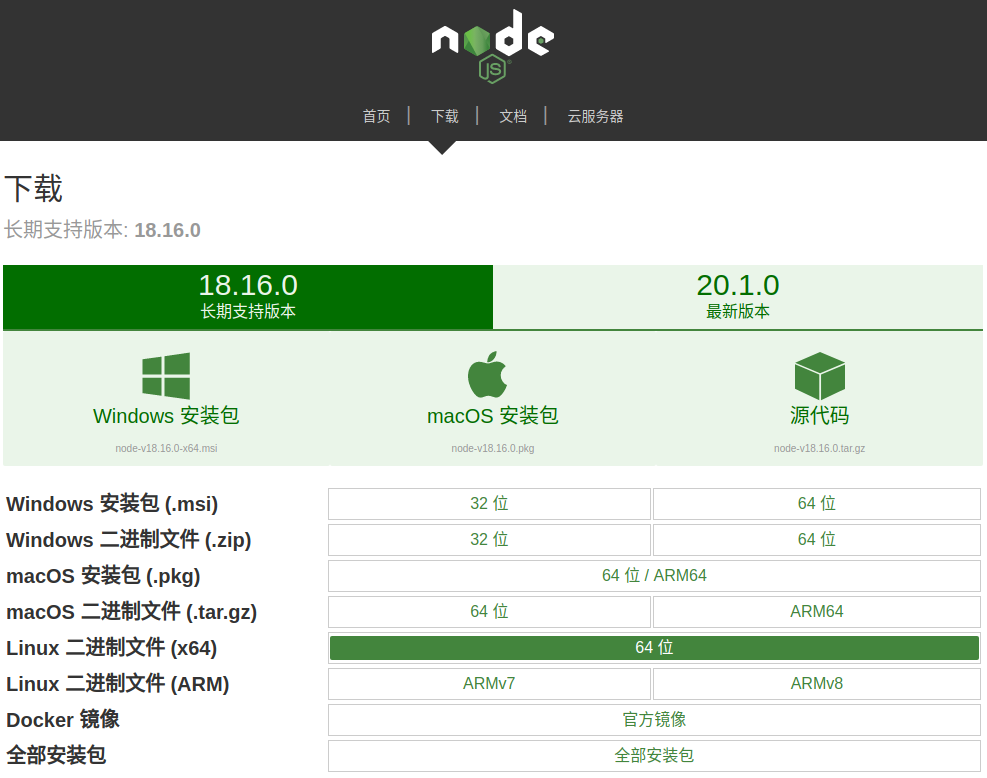 node
JS
首页 | 下载 | 文档 | 云服务器
下载
长期支持版本: 18.16.0
18.16.0 20.1.0
长期支持版本 最新版本
Windows 安装包 macOS 安装包 源代码
node-v18.16.0-x64.msi node-v18.16.0.pkg node-v18.16.0.tar.gz
Windows 安装包 (.msi) 32 位 64 位
Windows 二进制文件 (.zip) 32 位 64 位
macOS 安装包 (.pkg) 64 位 / ARM64
macOS 二进制文件 (.tar.gz) 64 位 ARM64
Linux 二进制文件 (x64) 64 位
Linux 二进制文件 (ARM) ARMv7 ARMv8
Docker 镜像 官方镜像
全部安装包 全部安装包